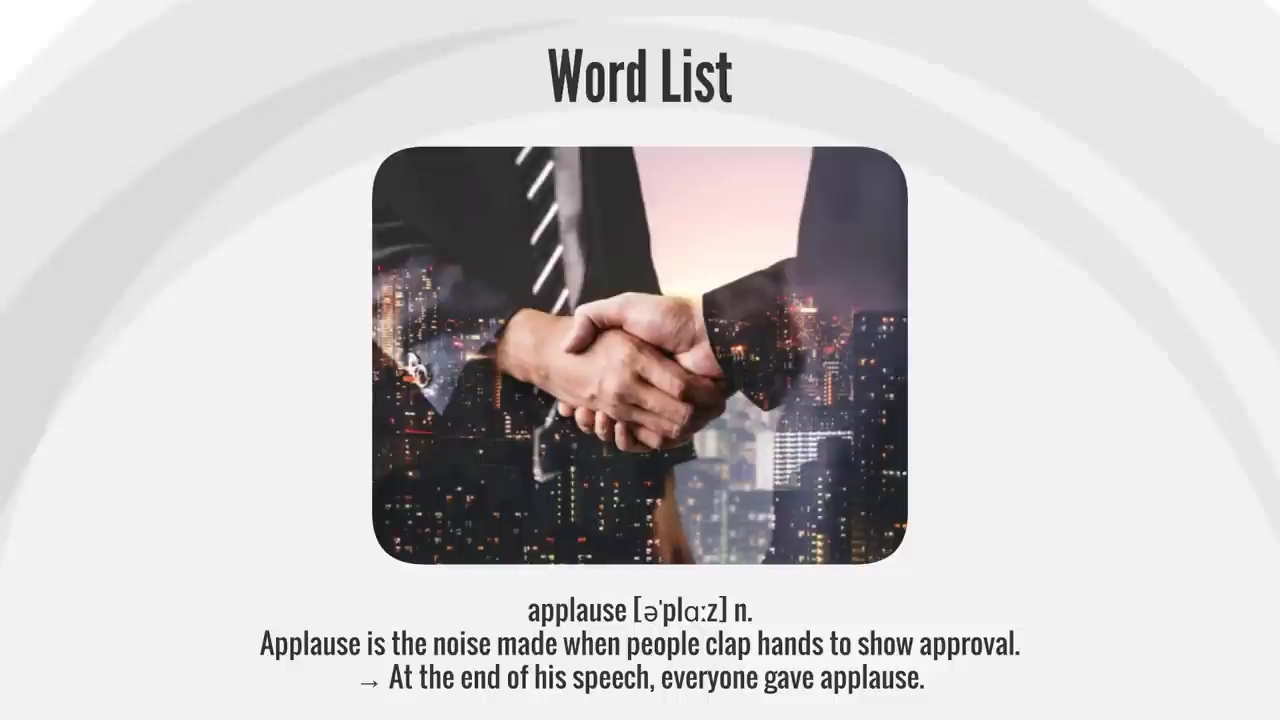 Word List
applause [ə'plɑ:z] n.
Applause is the noise made when people clap hands to show approval.
→ At the end of his speech, everyone gave applause.